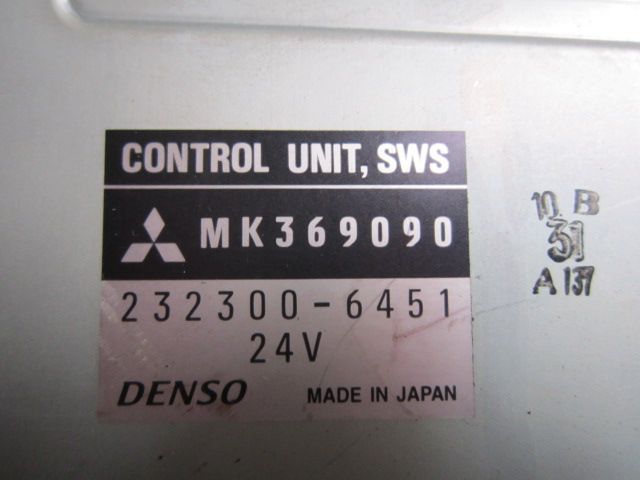 CONTROL UNIT, SWS
MK369090
232300-6451
24V
DENSO MADE IN JAPAN
10 B
31
A 137